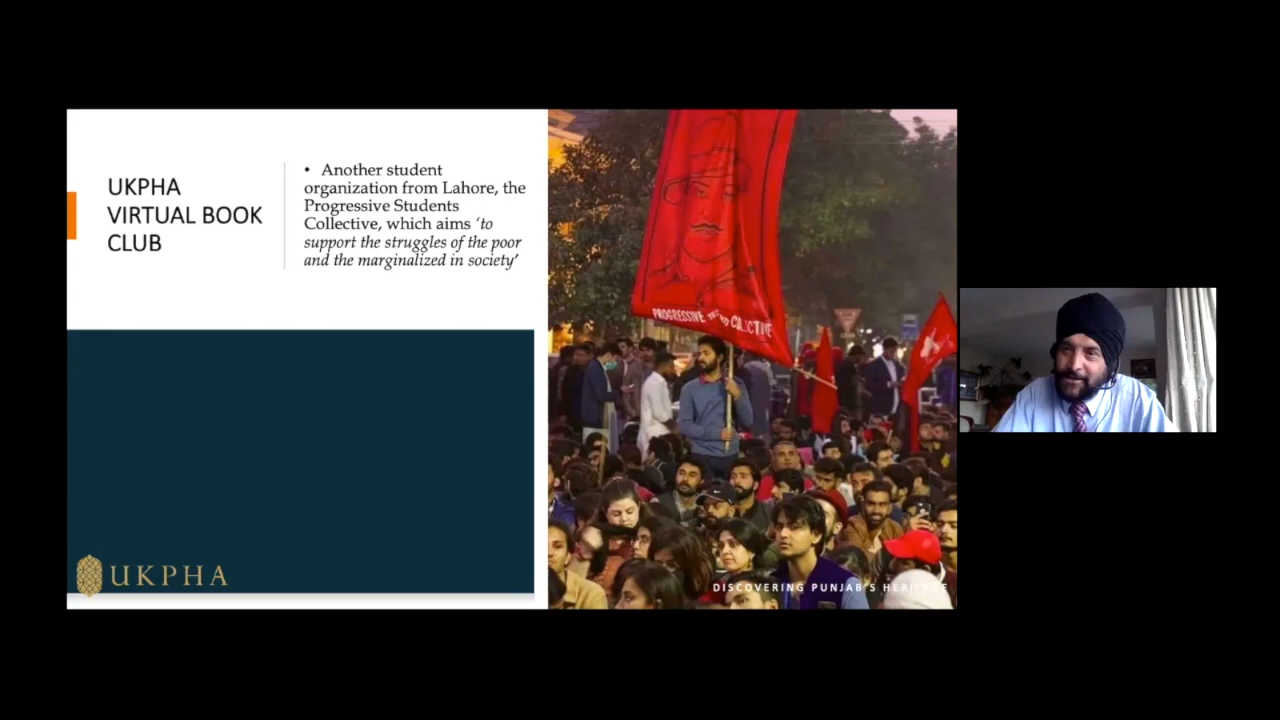 UKPHA
VIRTUAL BOOK
CLUB
• Another student
organization from Lahore, the
Progressive Students
Collective, which aims ‘to
support the struggles of the poor
and the marginalized in society’
PROGRESSIVE COLLECTIVE
UKPHA
DISCOVERING PUNJAB'S HERITAGE